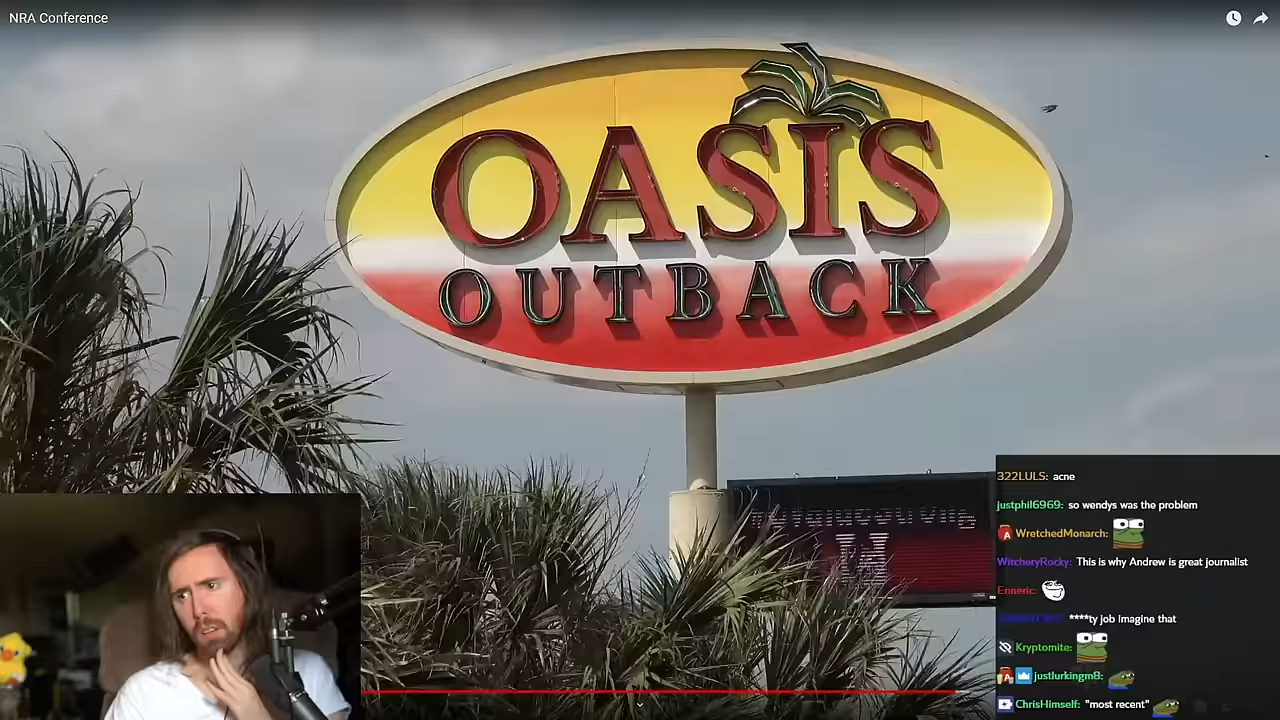 NRA Conference
OASIS
OUTBACK
322LULS: acne
justphil6969: so wendys was the problem
WretchedMonarch:
WitcheryRocky: This is why Andrew is great journalist
Enneric:
****ty job imagine that
Kryptomite:
justlurkingm8:
ChrisHimself: "most recent"